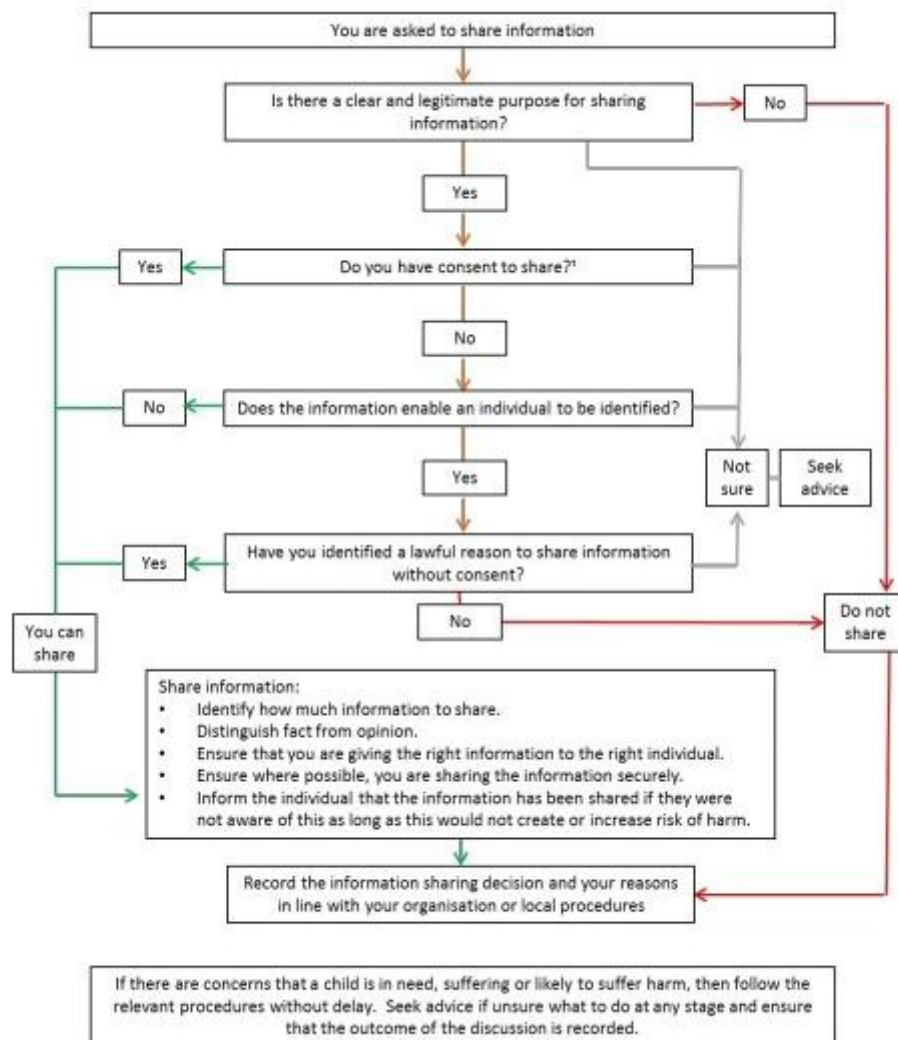 You are asked to share information
Is there a clear and legitimate purpose for sharing
information?
No
Yes
Yes
Do you have consent to share?¹
No
No
Does the information enable an individual to be identified?
Yes
Not
sure
Seek
advice
Yes
Have you identified a lawful reason to share information
without consent?
No
You can
share
Do not
share
Share information:
• Identify how much information to share.
• Distinguish fact from opinion.
• Ensure that you are giving the right information to the right individual.
• Ensure where possible, you are sharing the information securely.
• Inform the individual that the information has been shared if they were
not aware of this as long as this would not create or increase risk of harm.
Record the information sharing decision and your reasons
in line with your organisation or local procedures
If there are concerns that a child is in need, suffering or likely to suffer harm, then follow the
relevant procedures without delay. Seek advice if unsure what to do at any stage and ensure
that the outcome of the discussion is recorded.